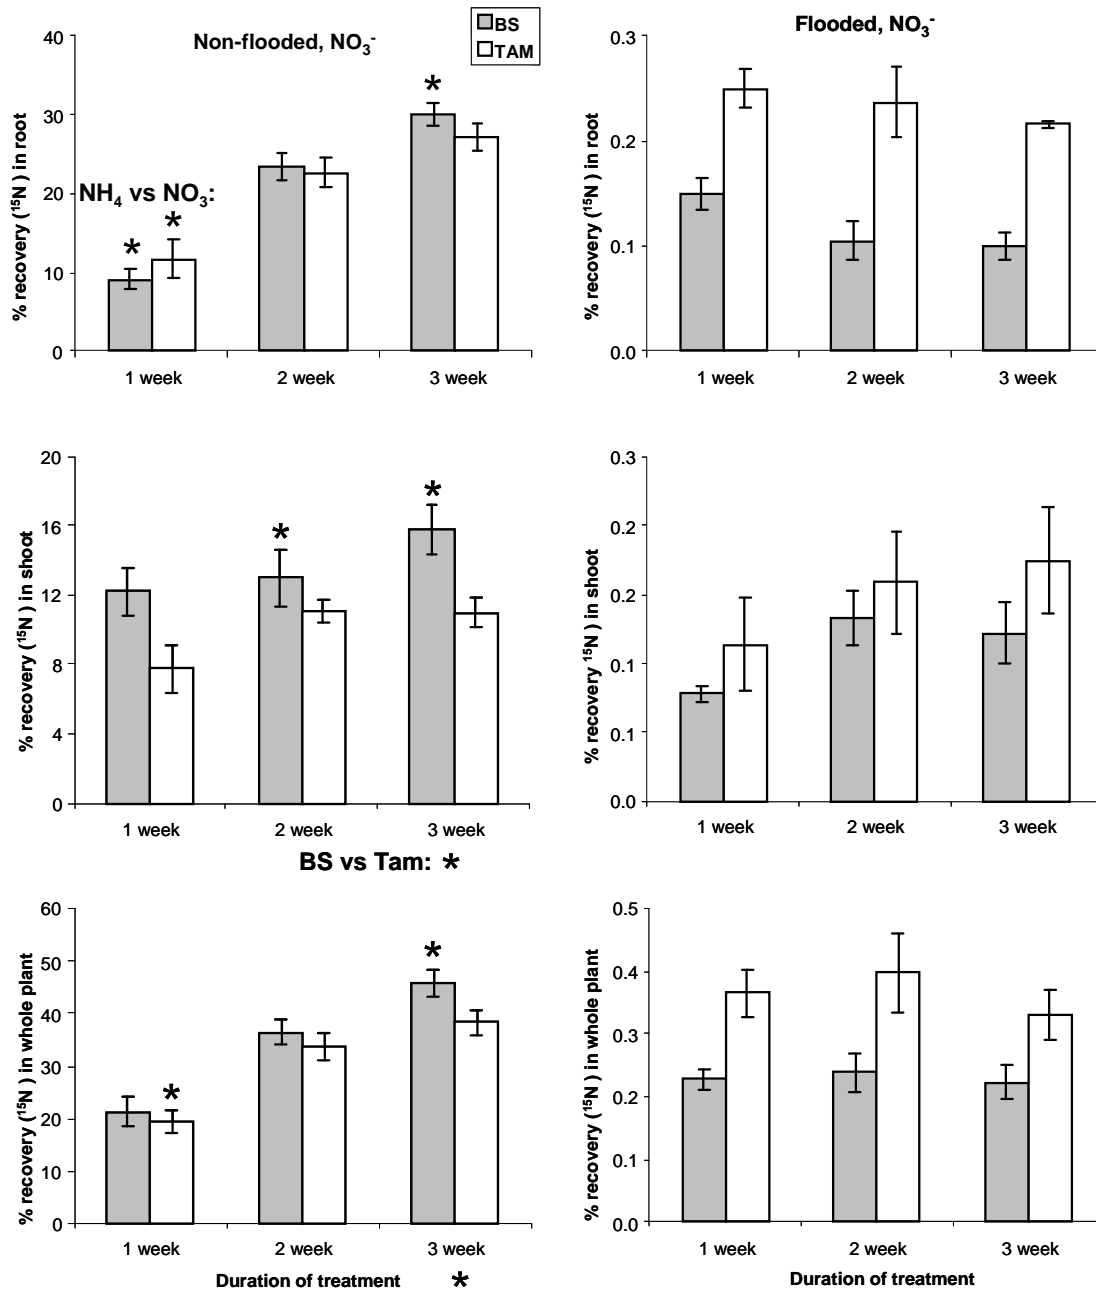 BS
TAM
Non-flooded, NO₃⁻
% recovery (¹⁵N ) in root
40
30
20
10
0
NH₄ vs NO₃:
*
*
*
1 week
2 week
3 week
Flooded, NO₃⁻
% recovery (¹⁵N ) in root
0.3
0.2
0.1
0.0
1 week
2 week
3 week
% recovery (¹⁵N ) in shoot
20
16
12
8
4
0
*
*
1 week
2 week
3 week
BS vs Tam: *
% recovery ¹⁵N ) in shoot
0.3
0.2
0.2
0.1
0.1
0.0
1 week
2 week
3 week
% recovery (¹⁵N ) in whole plant
60
50
40
30
20
10
0
*
*
1 week
2 week
3 week
Duration of treatment *
% recovery (¹⁵N ) in whole plant
0.5
0.4
0.3
0.2
0.1
0.0
1 week
2 week
3 week
Duration of treatment